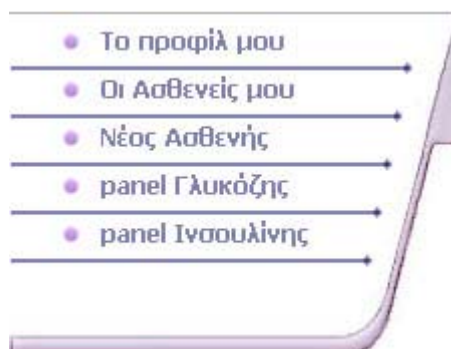 Το προφίλ μου
Οι Ασθενείς μου
Νέος Ασθενής
panel Γλυκόζης
panel Ινσουλίνης